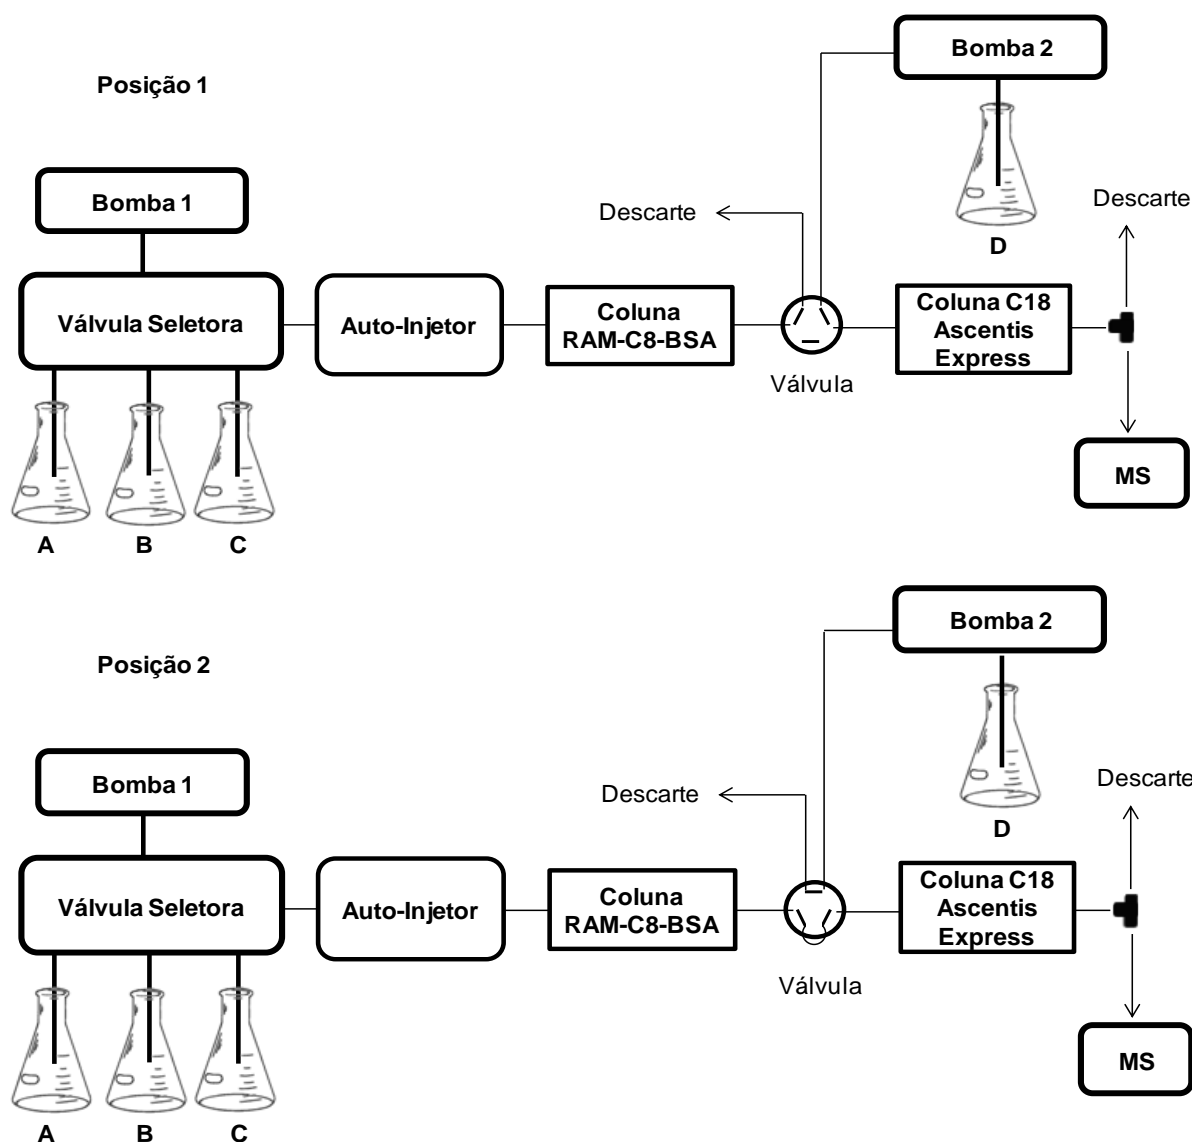 Bomba 2
Posição 1
Bomba 1
Descarte
Descarte
D
Válvula Seletora
Auto-Injetor
Coluna
RAM-C8-BSA
Coluna C18
Ascentis
Express
Válvula
MS
A
B
C
Bomba 2
Posição 2
Bomba 1
Descarte
Descarte
D
Válvula Seletora
Auto-Injetor
Coluna
RAM-C8-BSA
Coluna C18
Ascentis
Express
Válvula
MS
A
B
C